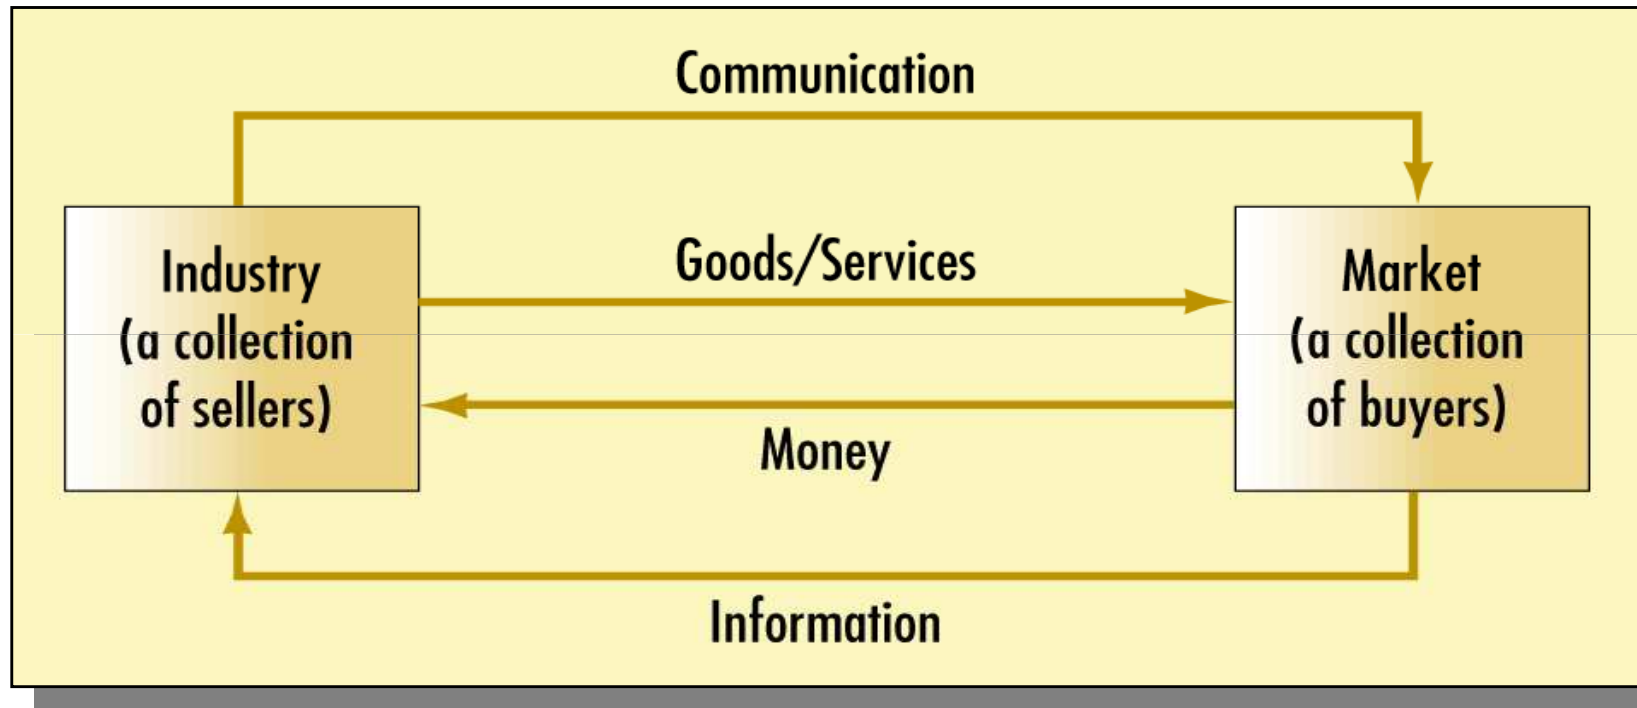 Communication
Industry
(a collection
of sellers)
Goods/Services
Market
(a collection
of buyers)
Money
Information